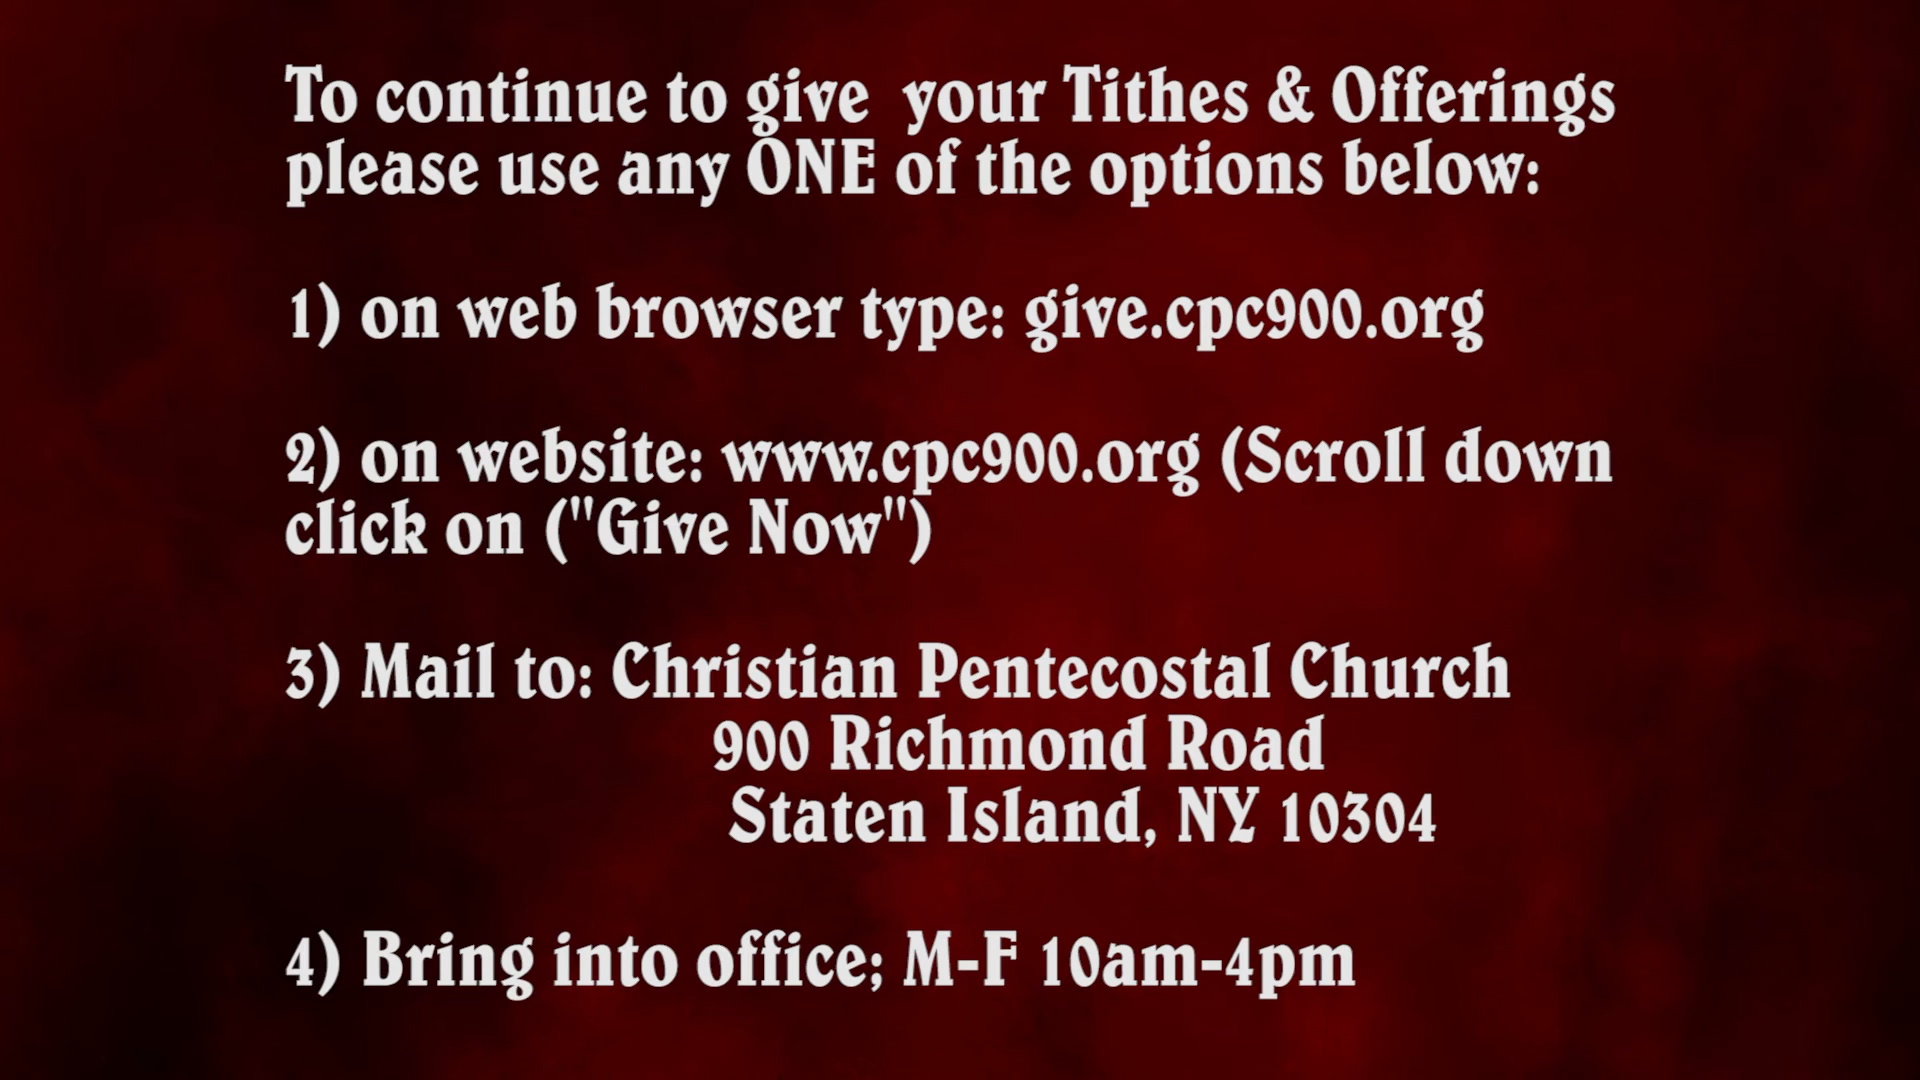 To continue to give  your Tithes & Offerings
please use any ONE of the options below:
1) on web browser type: give.cpc900.org
2) on website: www.cpc900.org (Scroll down
click on ("Give Now")
3) Mail to: Christian Pentecostal Church
900 Richmond Road
Staten Island, NY 10304
4) Bring into office; M-F 10am-4pm